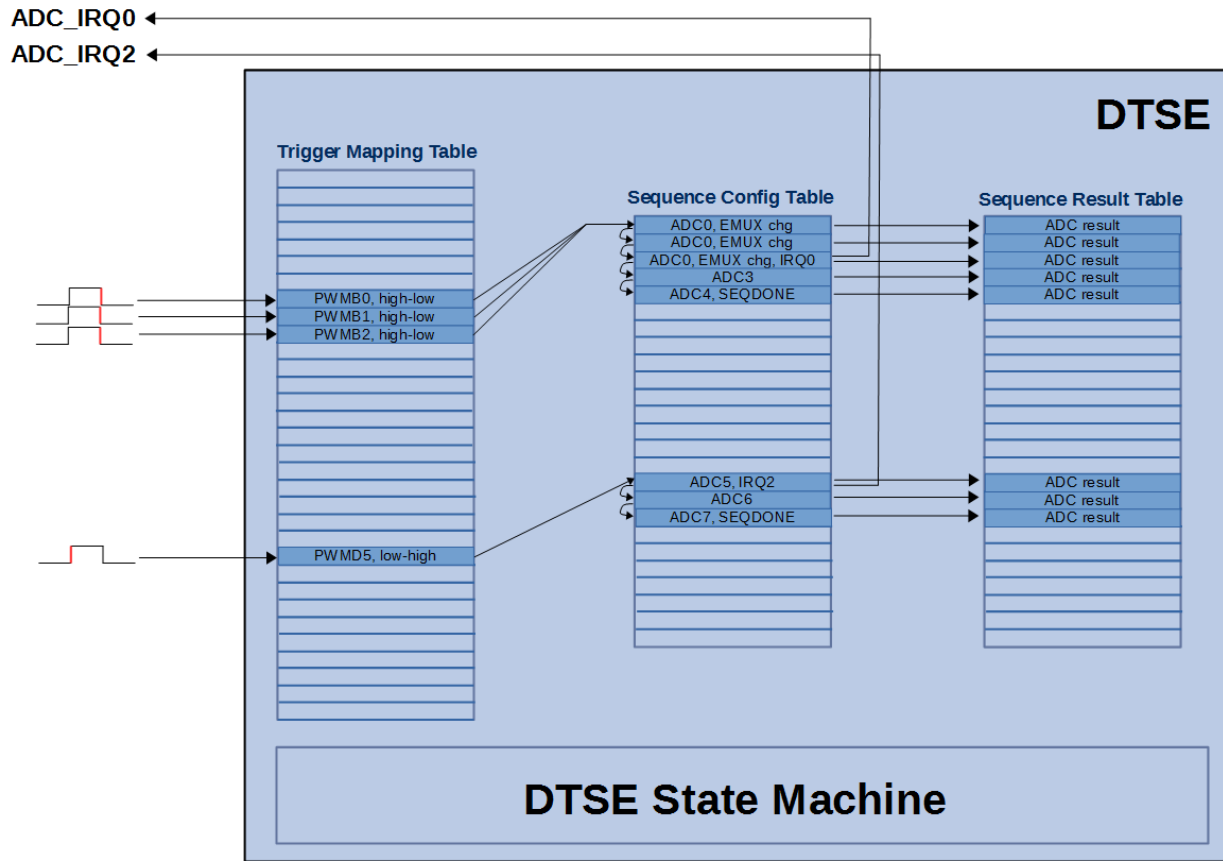 ADC_IRQ0
ADC_IRQ2
DTSE
Trigger Mapping Table
PWMB0, high-low
PWMB1, high-low
PWMB2, high-low
PWMD5, low-high
Sequence Config Table
ADC0, EMUX chg
ADC0, EMUX chg
ADC0, EMUX chg, IRQ0
ADC3
ADC4, SEQDONE
ADC5, IRQ2
ADC6
ADC7, SEQDONE
Sequence Result Table
ADC result
ADC result
ADC result
ADC result
ADC result
ADC result
ADC result
ADC result
DTSE State Machine